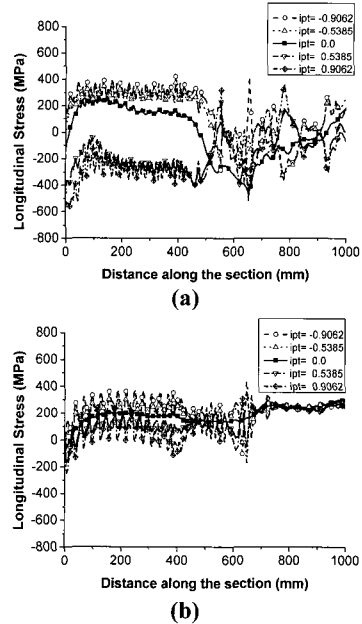 ipt= -0.9062
ipt= -0.5385
ipt= 0.0
ipt= 0.5385
ipt= 0.9062
Longitudinal Stress (MPa)
800
600
400
200
0
-200
-400
-600
-800
0 200 400 600 800 1000
Distance along the section (mm)
(a)
ipt= -0.9062
ipt= -0.5385
ipt= 0.0
ipt= 0.5385
ipt= 0.9062
Longitudinal Stress (MPa)
800
600
400
200
0
-200
-400
-600
-800
0 200 400 600 800 1000
Distance along the section (mm)
(b)